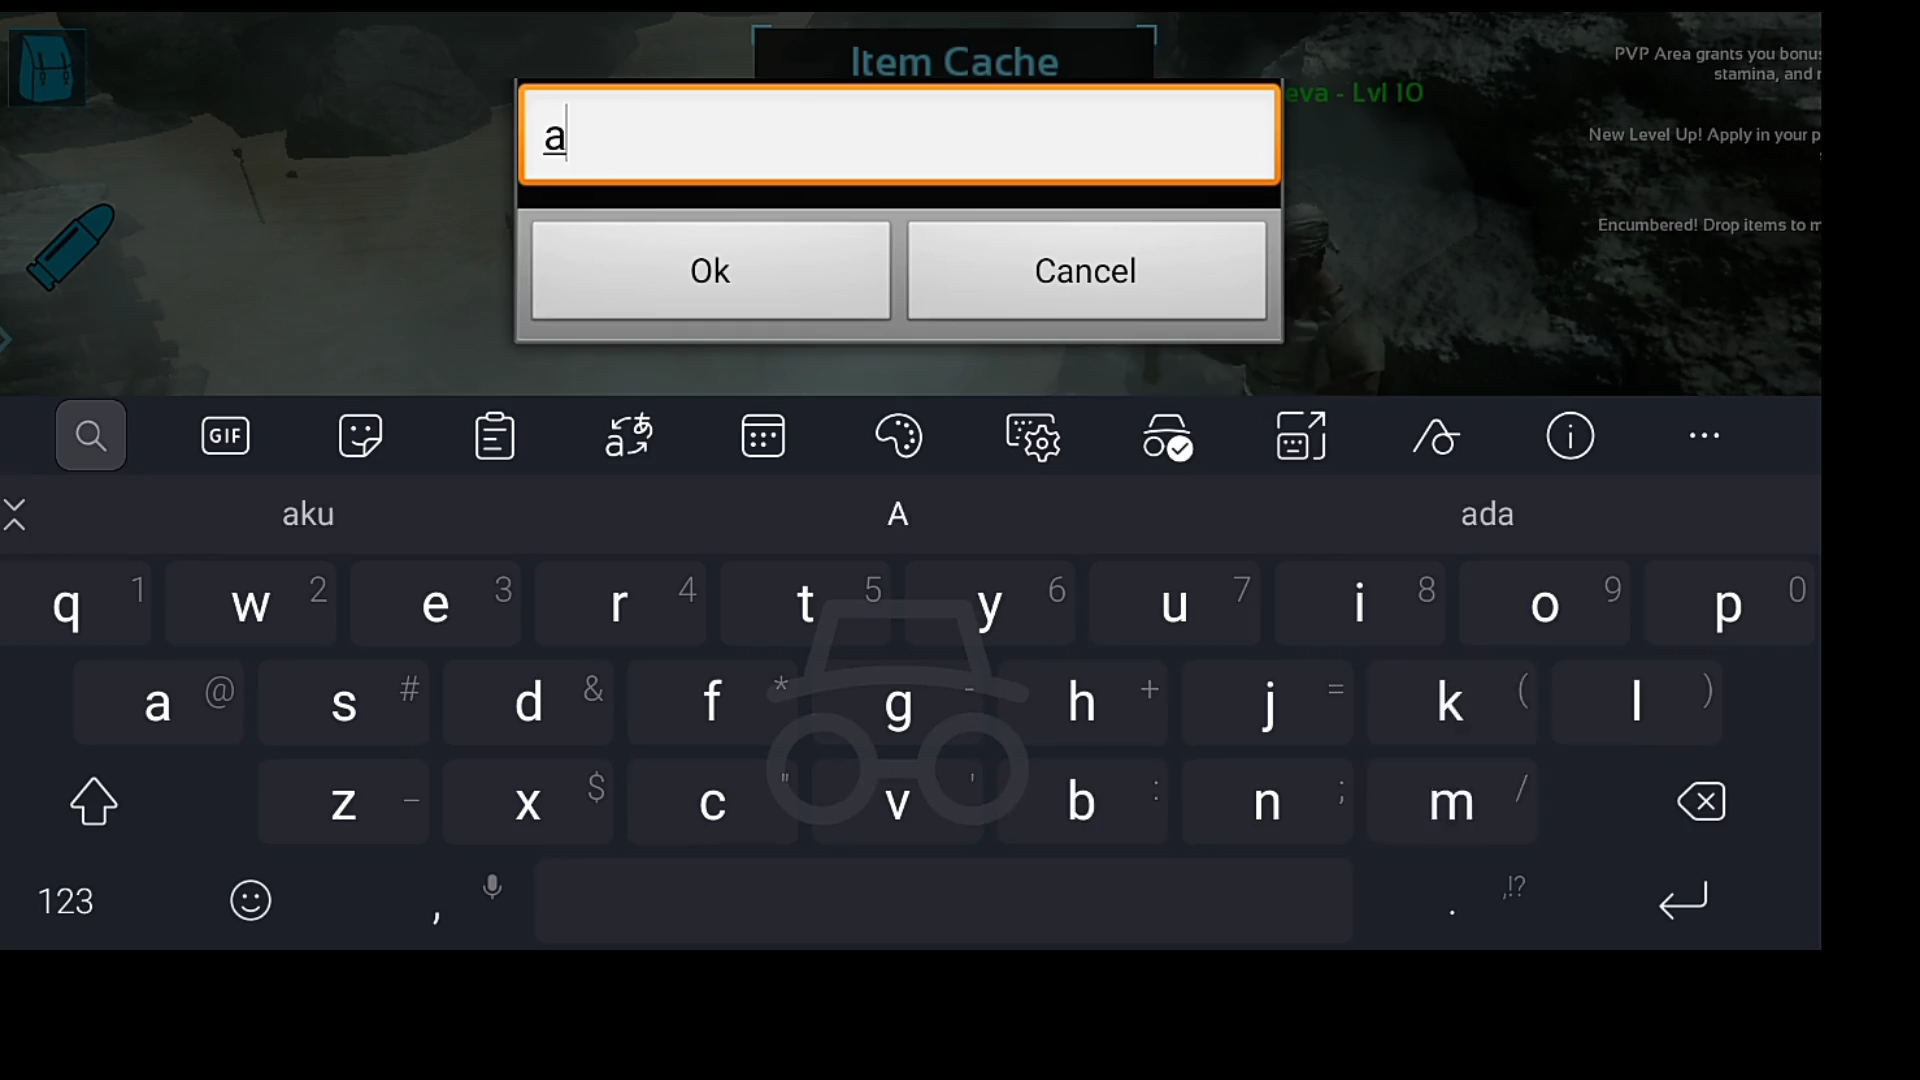 Item Cache
PVP Area grants you bonus
stamina, and
eva - Lvl 10
New Level Up! Apply in your p
Encumbered! Drop items to m
a
Ok
Cancel
GIF
aku
A
ada
q 1 w 2 e 3 r 4 t 5 y 6 u 7 i 8 o 9 p 0
a @ s # d & f * g - h + j = k ( l )
z _ x $ c " v ' b : n ; m /
123 , . ,!?